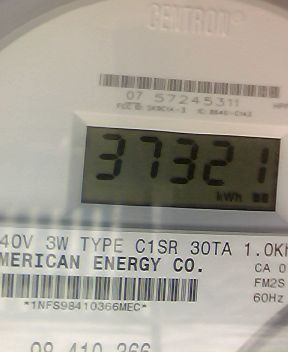 CENTRON
07 57245311
37321
kWh
40V 3W TYPE C1SR 30TA 1.0K
MERICAN ENERGY CO. CA 0
FM2S
*1NFS98410366MEC* 60Hz
98 410 366